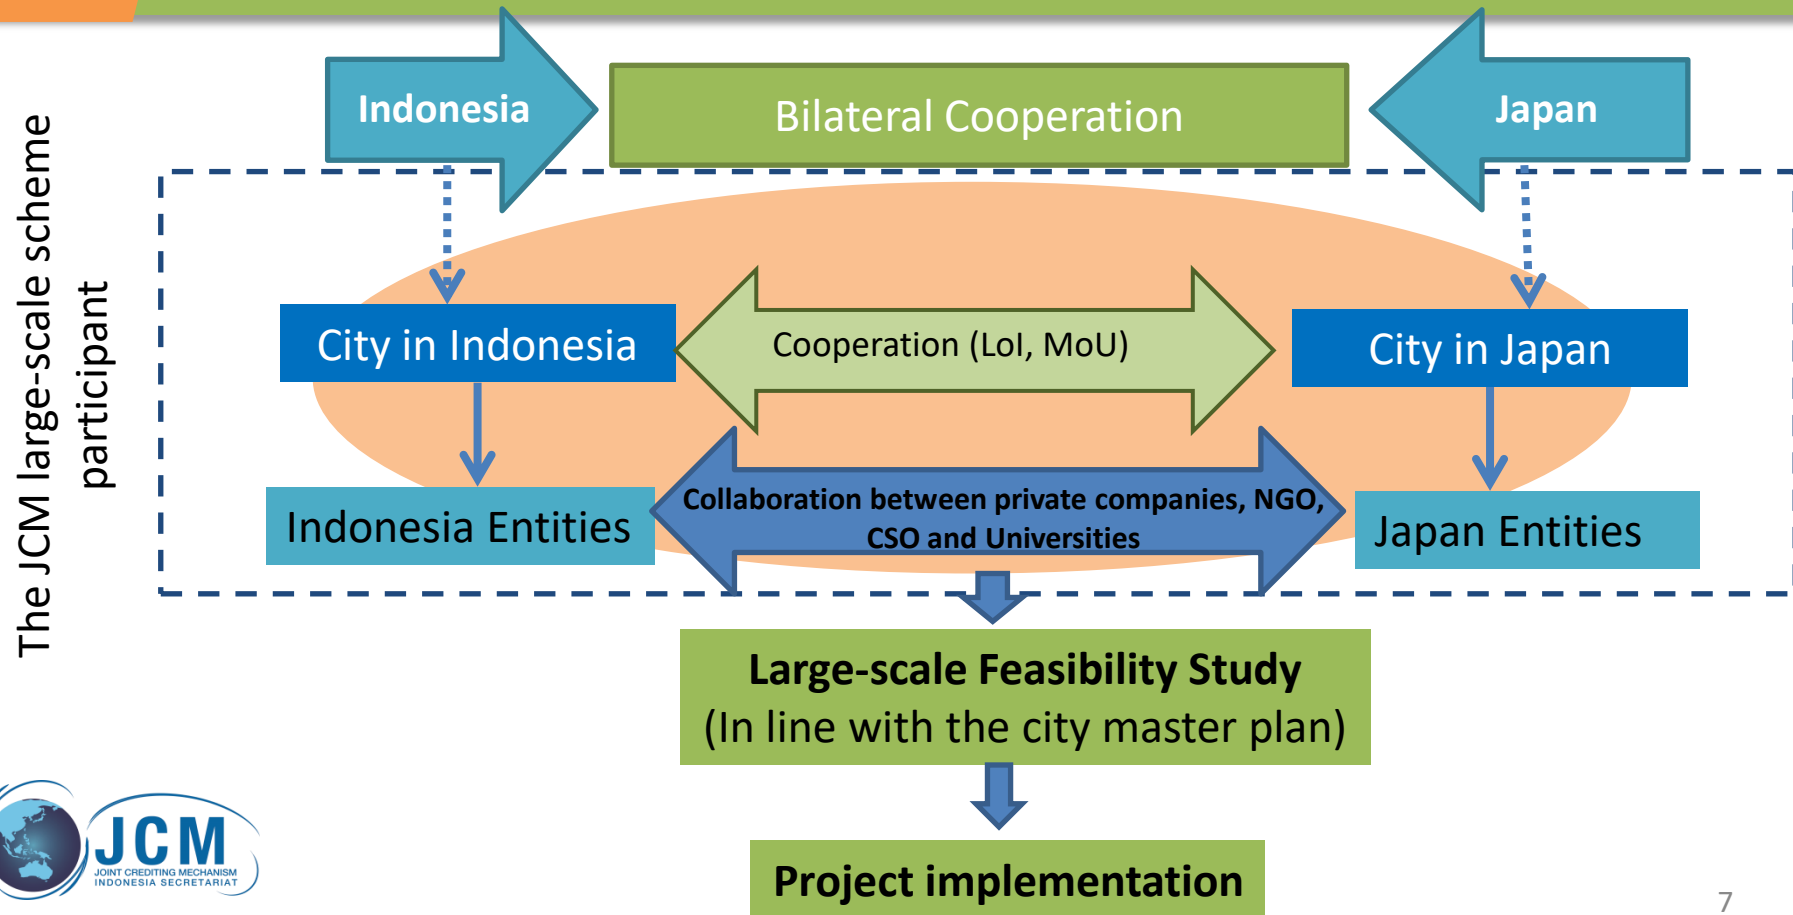 The JCM large-scale scheme
participant
Indonesia
Bilateral Cooperation
Japan
City in Indonesia
Cooperation (LoI, MoU)
City in Japan
Indonesia Entities
Collaboration between private companies, NGO,
CSO and Universities
Japan Entities
Large-scale Feasibility Study
(In line with the city master plan)
Project implementation
JCM
JOINT CREDITING MECHANISM
INDONESIA SECRETARIAT
7